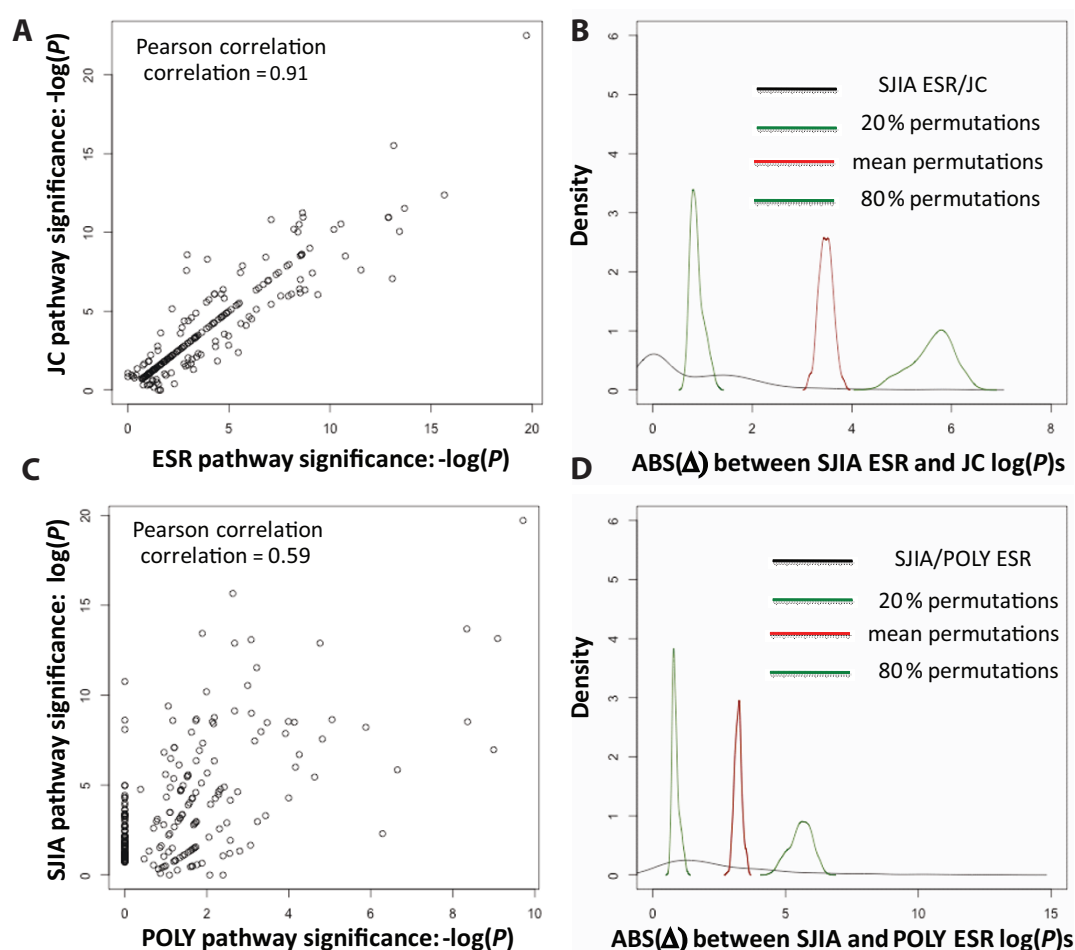 A
JC pathway significance: -log(P)
Pearson correlation
correlation = 0.91
0 5 10 15 20
0 5 10 15 20
ESR pathway significance: -log(P)
B
Density
SJIA ESR/JC
20% permutations
mean permutations
80% permutations
0 1 2 3 4 5 6
0 2 4 6 8
ABS(Δ) between SJIA ESR and JC log(P)s
C
SJIA pathway significance: log(P)
Pearson correlation
correlation = 0.59
0 5 10 15 20
0 2 4 6 8 10
POLY pathway significance: -log(P)
D
Density
SJIA/POLY ESR
20% permutations
mean permutations
80% permutations
0 1 2 3 4 5 6
0 5 10 15
ABS(Δ) between SJIA and POLY ESR log(P)s